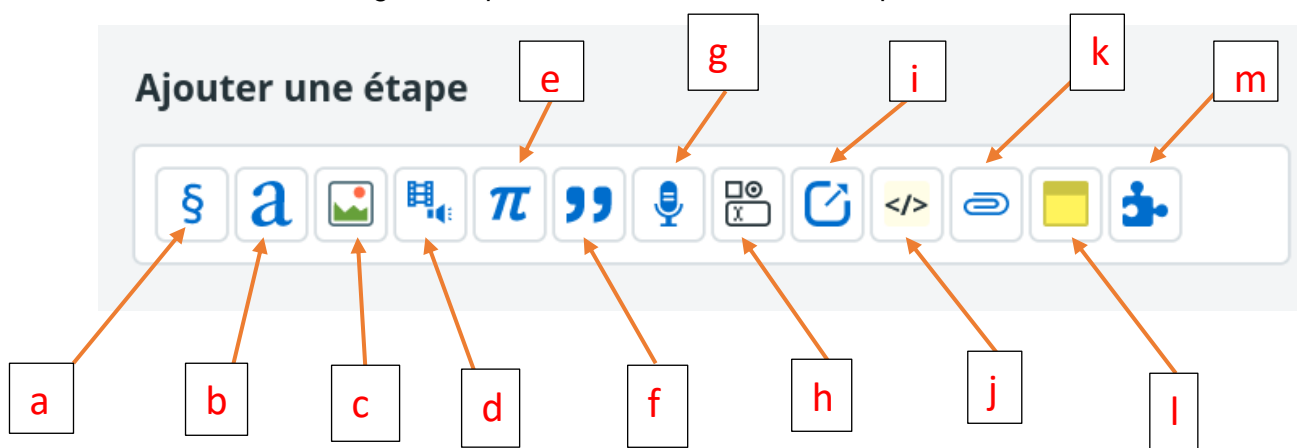 e g i k m
Ajouter une étape
§ a π </>
a b c d f h j l